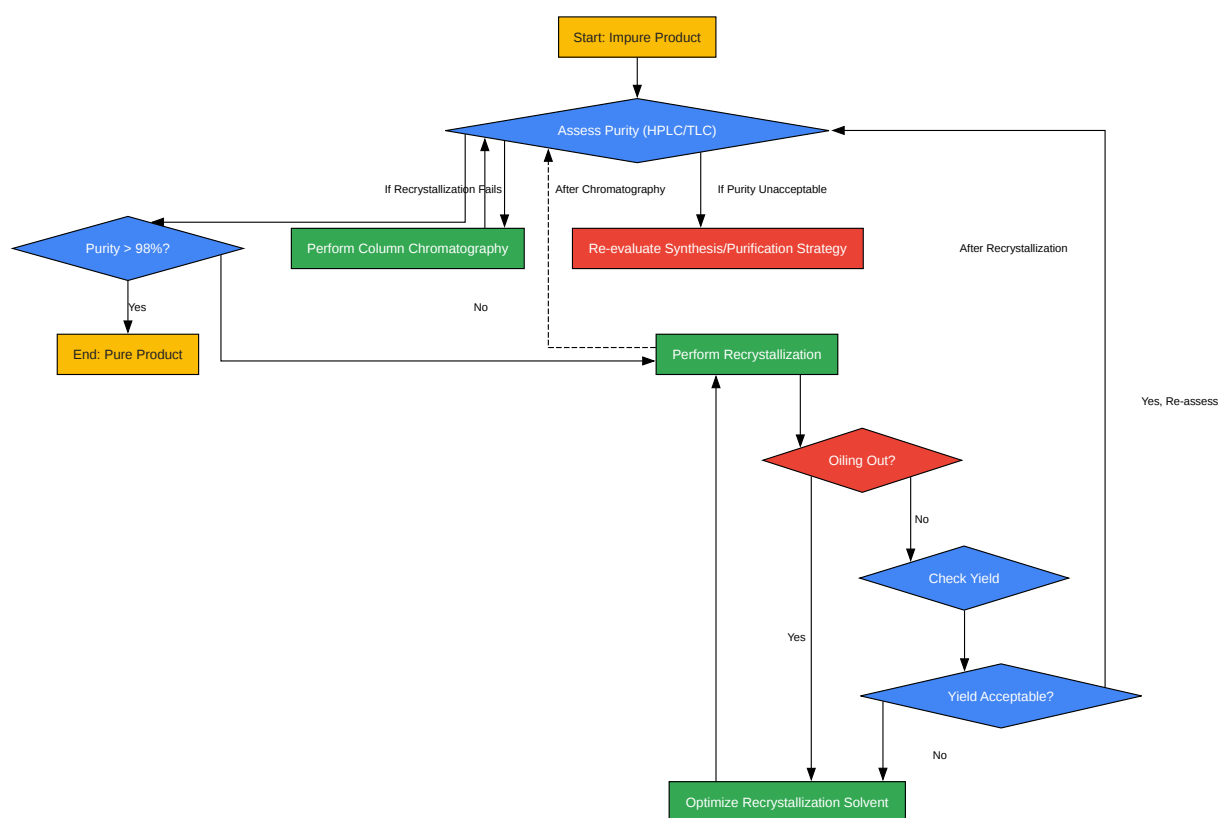 Start: Impure Product
Assess Purity (HPLC/TLC)
If Recrystallization Fails
After Chromatography
If Purity Unacceptable
Purity > 98%?
Perform Column Chromatography
Re-evaluate Synthesis/Purification Strategy
After Recrystallization
Yes
No
End: Pure Product
Perform Recrystallization
Yes, Re-assess
Oiling Out?
No
Check Yield
Yes
Yield Acceptable?
No
Optimize Recrystallization Solvent